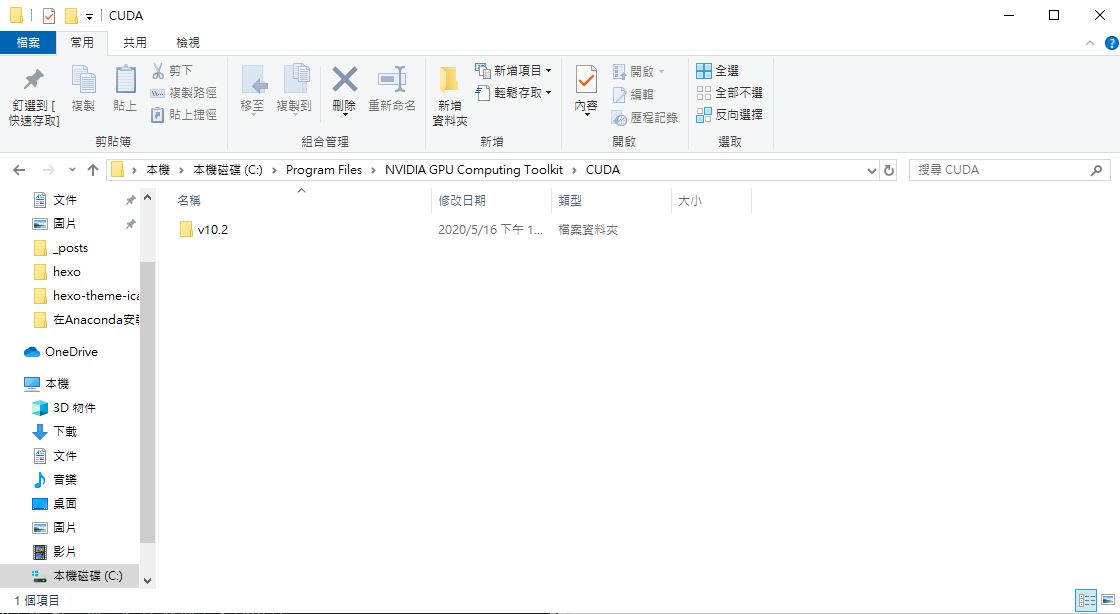 CUDA
檔案 常用 共用 檢視
釘選到 [
快速存取]
複製
貼上
剪下
複製路徑
貼上捷徑
剪貼簿
移至
複製到
刪除
重新命名
組合管理
新增
資料夾
新增項目
輕鬆存取
新增
內容
開啟
編輯
歷程記錄
開啟
全選
全部不選
反向選擇
選取
本機 > 本機磁碟 (C:) > Program Files > NVIDIA GPU Computing Toolkit > CUDA
搜尋 CUDA
文件
圖片
_posts
hexo
hexo-theme-ica
在Anaconda安裝
OneDrive
本機
3D 物件
下載
文件
音樂
桌面
圖片
影片
本機磁碟 (C:)
名稱 修改日期 類型 大小
v10.2 2020/5/16 下午 1... 檔案資料夾
1 個項目